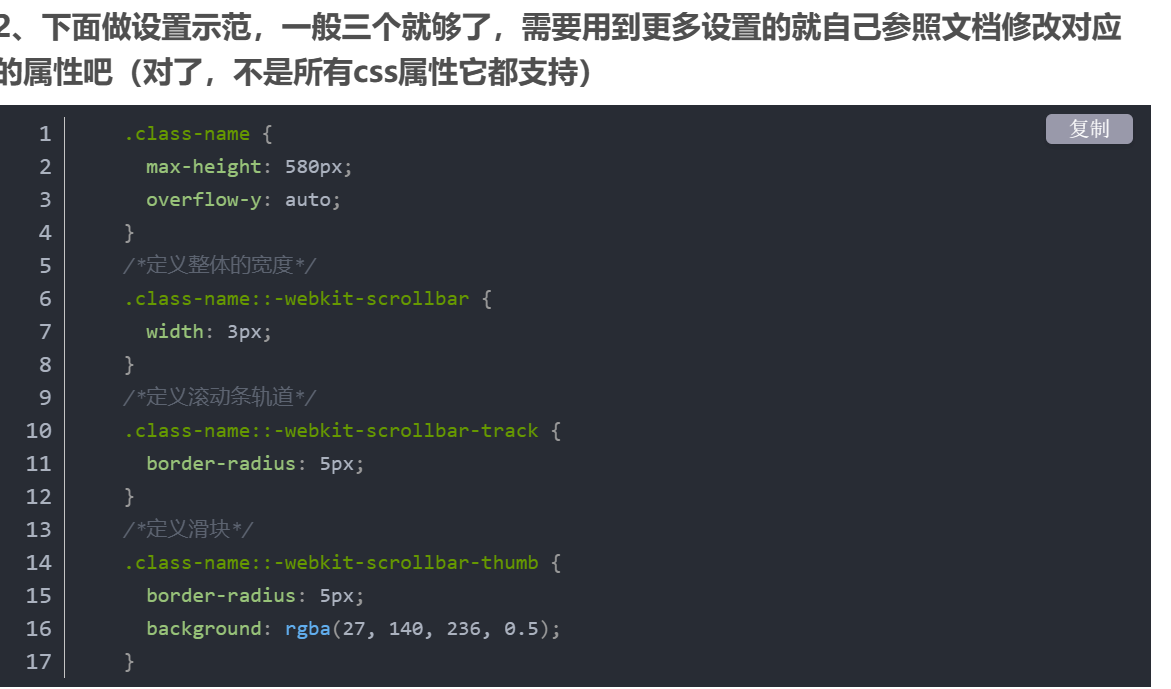 2、下面做设置示范，一般三个就够了，需要用到更多设置的就自己参照文档修改对应
的属性吧（对了，不是所有css属性它都支持）
复制
1 .class-name {
2 max-height: 580px;
3 overflow-y: auto;
4 }
5 /*定义整体的宽度*/
6 .class-name::-webkit-scrollbar {
7 width: 3px;
8 }
9 /*定义滚动条轨道*/
10 .class-name::-webkit-scrollbar-track {
11 border-radius: 5px;
12 }
13 /*定义滑块*/
14 .class-name::-webkit-scrollbar-thumb {
15 border-radius: 5px;
16 background: rgba(27, 140, 236, 0.5);
17 }